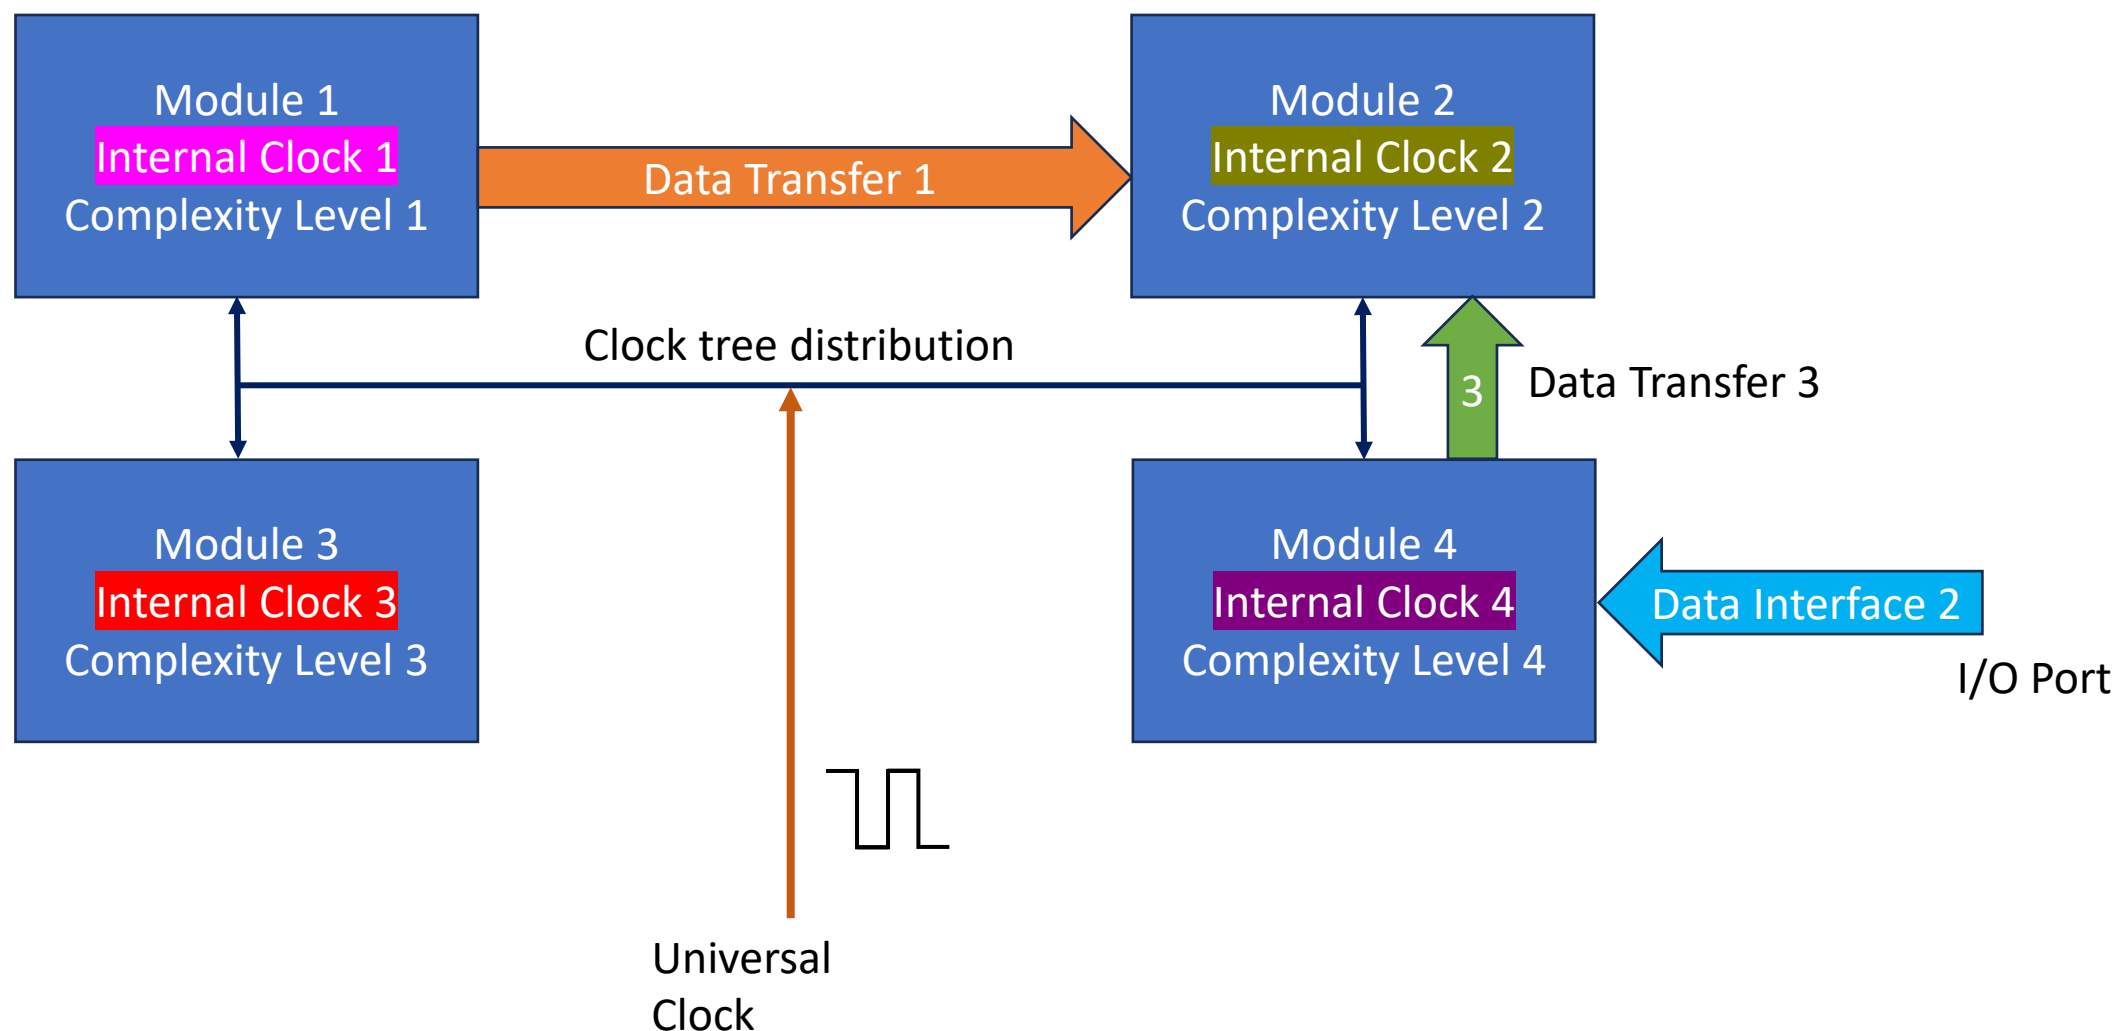 Module 1
Internal Clock 1
Complexity Level 1
Data Transfer 1
Module 2
Internal Clock 2
Complexity Level 2
Clock tree distribution
3
Data Transfer 3
Module 3
Internal Clock 3
Complexity Level 3
Module 4
Internal Clock 4
Complexity Level 4
Data Interface 2
I/O Port
Universal
Clock